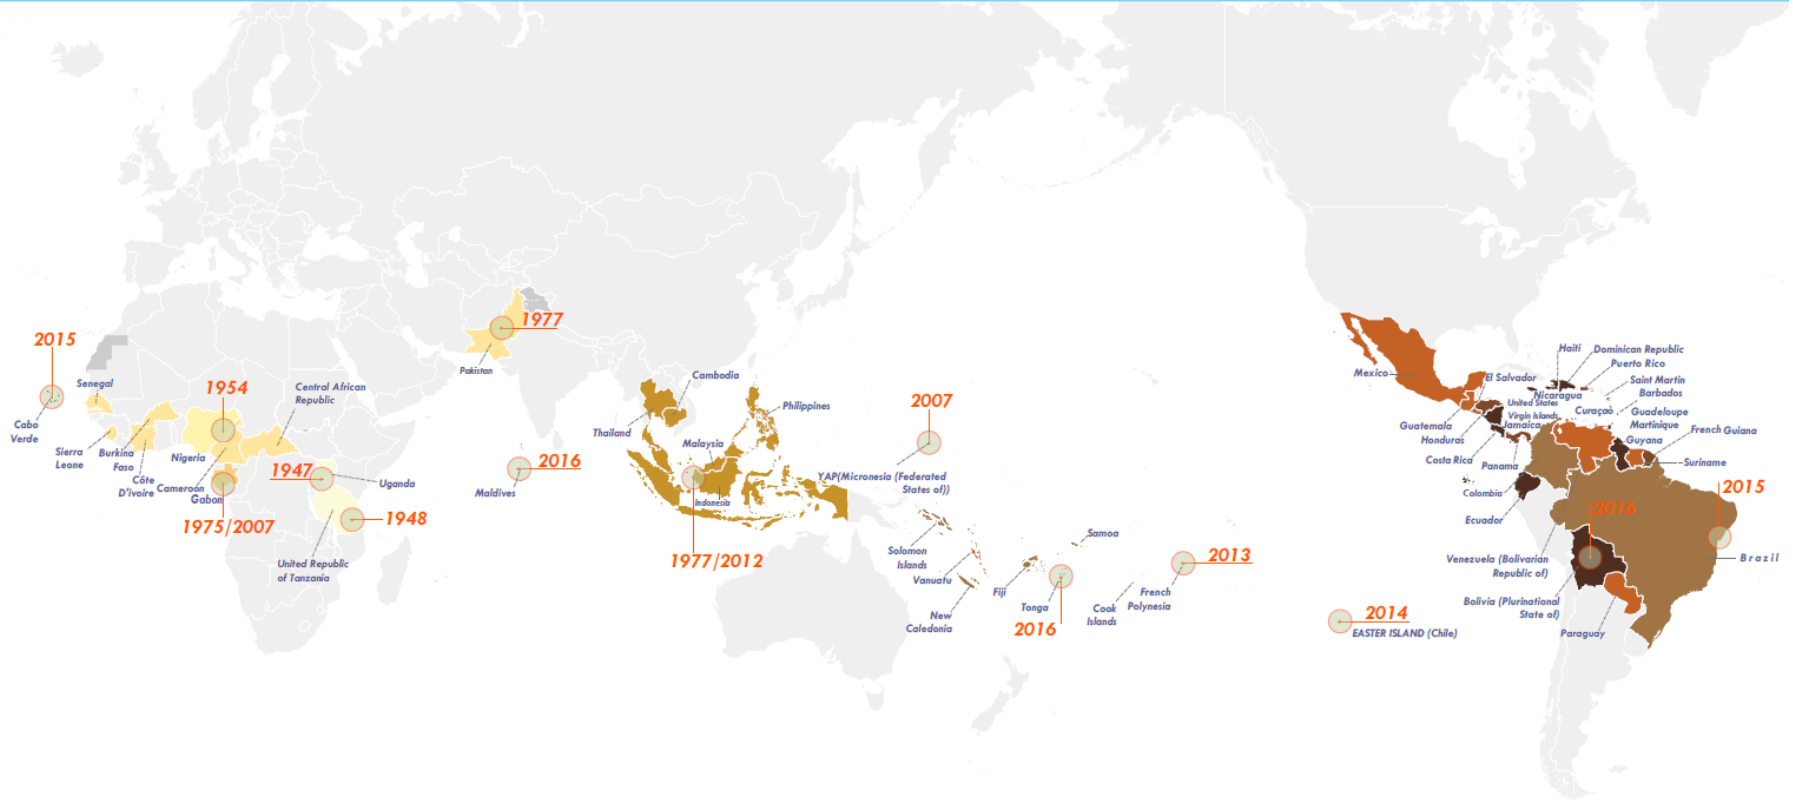 2015
Cabo
Verde
Senegal
Sierra
Leone
Burkina
Faso
Côte
D'ivoire
1954
Nigeria
Cameroon
Gabon
1975/2007
Central African
Republic
1947
Uganda
1948
United Republic
of Tanzania
1977
Pakistan
2016
Maldives
Thailand
Cambodia
Philippines
Malaysia
Indonesia
1977/2012
2007
YAP(Micronesia (Federated
States of))
Solomon
Islands
Vanuatu
New
Caledonia
Fiji
Samoa
Tonga
2016
Cook
Islands
French
Polynesia
2013
2014
EASTER ISLAND (Chile)
Mexico
Guatemala
Honduras
El Salvador
Nicaragua
Costa Rica
Panama
Haiti
Dominican Republic
Puerto Rico
Saint Martin
Barbados
United States
Virgin Islands
Jamaica
Curaçao
Guadeloupe
Martinique
Guyana
French Guiana
Suriname
Colombia
Ecuador
Venezuela (Bolivarian
Republic of)
Bolivia (Plurinational
State of)
Paraguay
2016
2015
Brazil